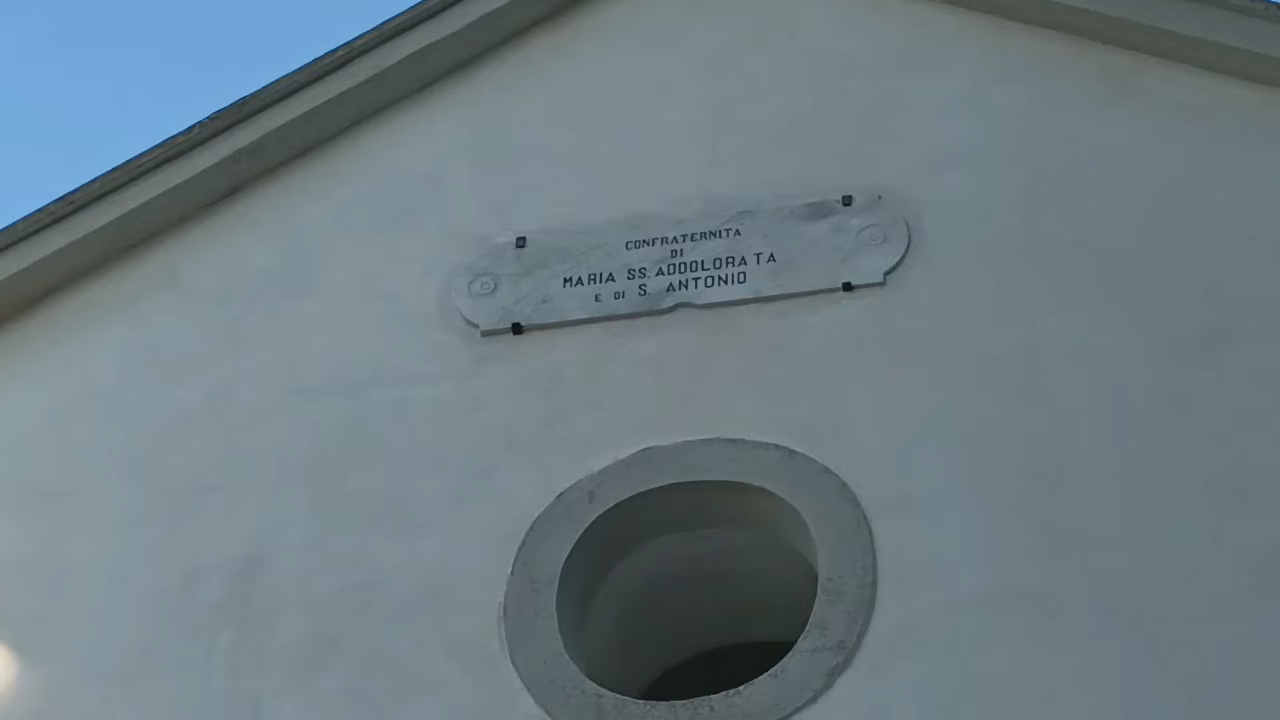 CONFRATERNITA
DI
MARIA SS. ADDOLORATA
E DI S. ANTONIO